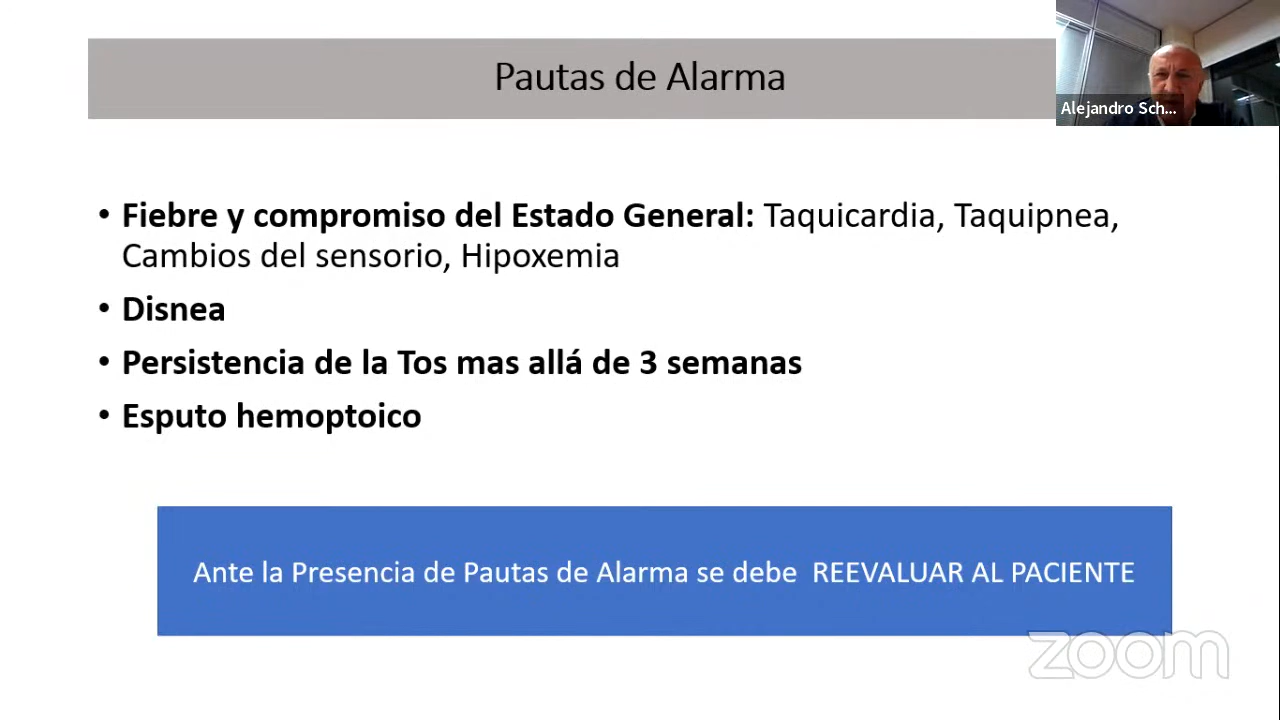 Pautas de Alarma
Alejandro Sch...
• Fiebre y compromiso del Estado General: Taquicardia, Taquipnea,
Cambios del sensorio, Hipoxemia
• Disnea
• Persistencia de la Tos mas allá de 3 semanas
• Esputo hemoptoico
Ante la Presencia de Pautas de Alarma se debe  REEVALUAR AL PACIENTE
zoom